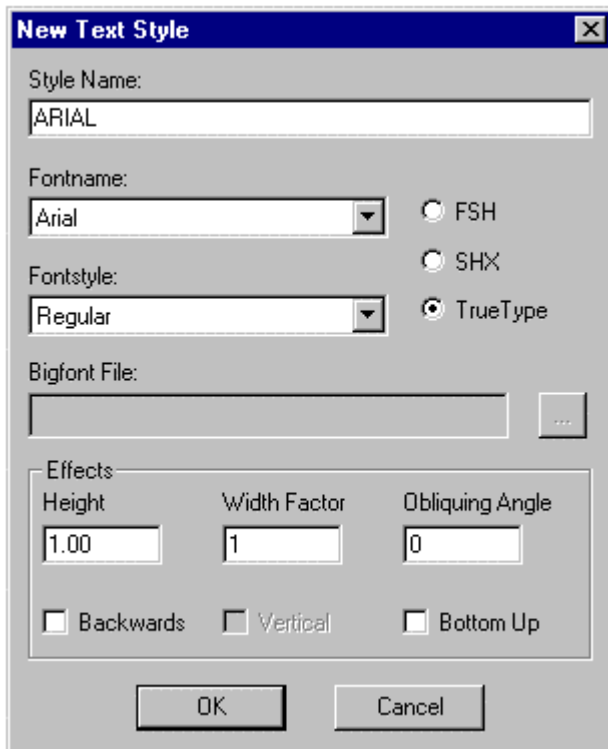 New Text Style
Style Name:
ARIAL
Fontname:
Arial
FSH
SHX
Fontstyle:
Regular
TrueType
Bigfont File:
...
Effects
Height Width Factor Obliquing Angle
1.00 1 0
Backwards Vertical Bottom Up
OK Cancel